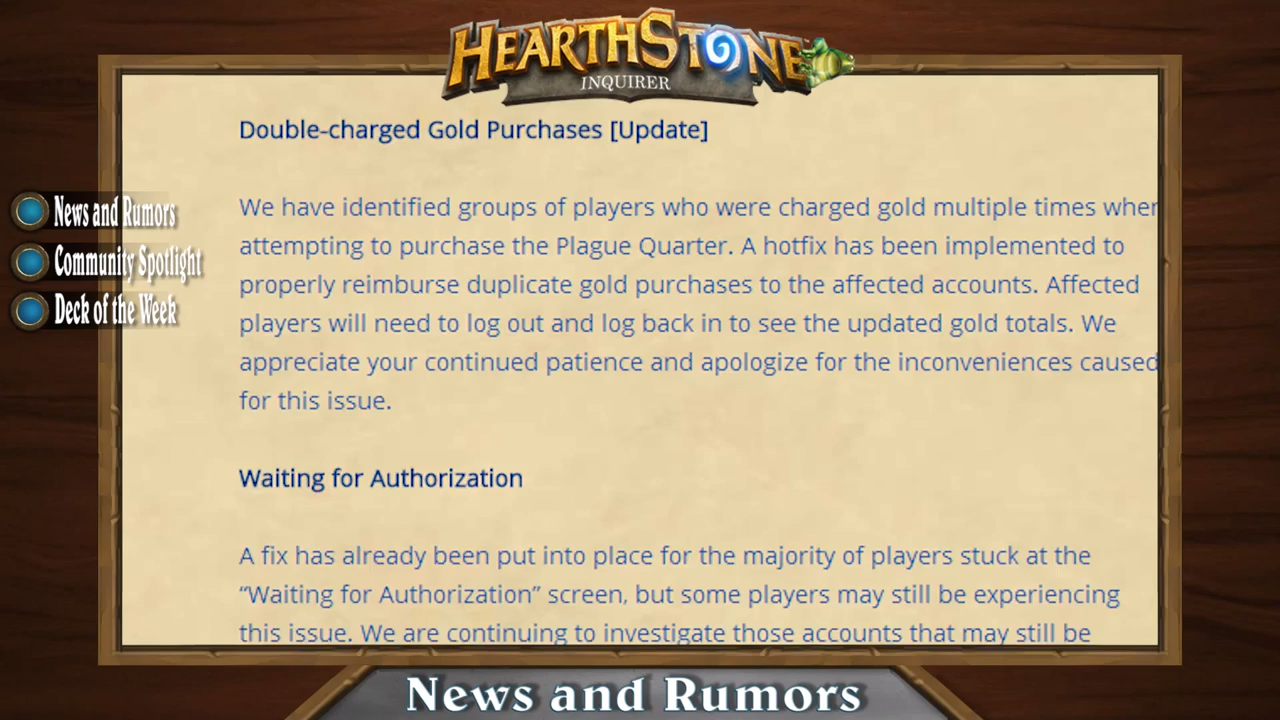 HEARTHSTONE
INQUIRER
Double-charged Gold Purchases [Update]
We have identified groups of players who were charged gold multiple times when
attempting to purchase the Plague Quarter. A hotfix has been implemented to
properly reimburse duplicate gold purchases to the affected accounts. Affected
players will need to log out and log back in to see the updated gold totals. We
appreciate your continued patience and apologize for the inconveniences caused
for this issue.
Waiting for Authorization
A fix has already been put into place for the majority of players stuck at the
“Waiting for Authorization” screen, but some players may still be experiencing
this issue. We are continuing to investigate those accounts that may still be
News and Rumors
Community Spotlight
Deck of the Week
News and Rumors